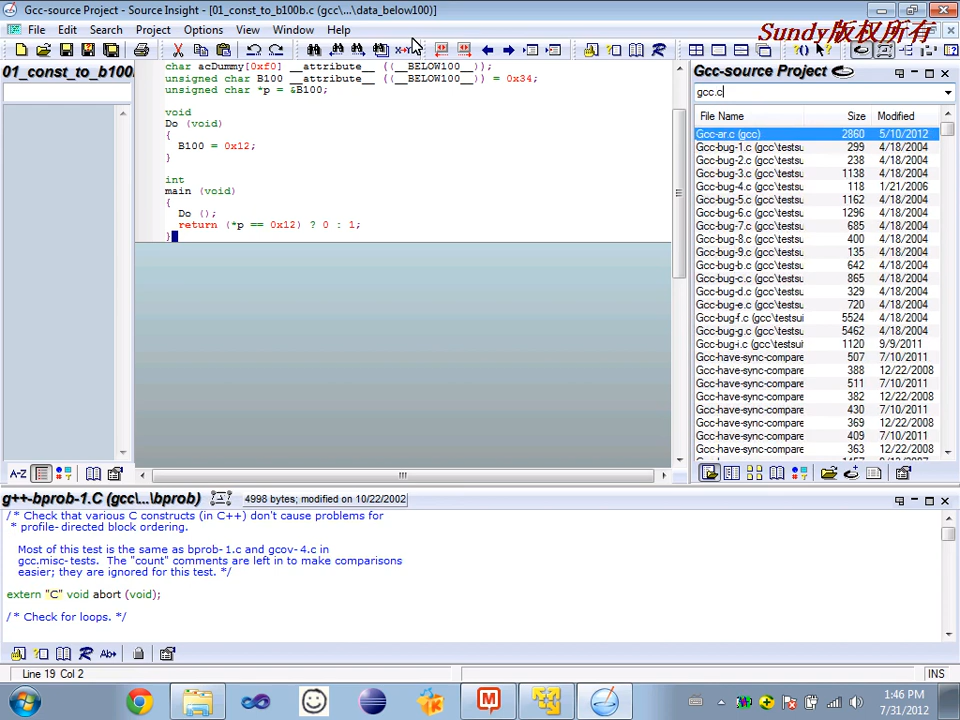 Gcc-source Project - Source Insight - [01_const_to_b100b.c (gcc\...\data_below100)]
File Edit Search Project Options View Window Help
Sundy版权所有
01_const_to_b100
char acDummy[0xf0] __attribute__ ((__BELOW100__));
unsigned char B100 __attribute__ ((__BELOW100__)) = 0x34;
unsigned char *p = &B100;
void
Do (void)
{
B100 = 0x12;
}
int
main (void)
{
Do ();
return (*p == 0x12) ? 0 : 1;
}
Gcc-source Project
gcc.c
File Name Size Modified
Gcc-ar.c (gcc) 2860 5/10/2012
Gcc-bug-1.c (gcc\testsu 299 4/18/2004
Gcc-bug-2.c (gcc\testsu 238 4/18/2004
Gcc-bug-3.c (gcc\testsu 1138 4/18/2004
Gcc-bug-4.c (gcc\testsu 118 1/21/2006
Gcc-bug-5.c (gcc\testsu 1162 4/18/2004
Gcc-bug-6.c (gcc\testsu 1296 4/18/2004
Gcc-bug-7.c (gcc\testsu 685 4/18/2004
Gcc-bug-8.c (gcc\testsu 400 4/18/2004
Gcc-bug-9.c (gcc\testsu 135 4/18/2004
Gcc-bug-b.c (gcc\testsu 642 4/18/2004
Gcc-bug-c.c (gcc\testsu 865 4/18/2004
Gcc-bug-d.c (gcc\testsu 329 4/18/2004
Gcc-bug-e.c (gcc\testsu 720 4/18/2004
Gcc-bug-f.c (gcc\testsu 5524 4/18/2004
Gcc-bug-g.c (gcc\testsu 5462 4/18/2004
Gcc-bug-i.c (gcc\testsuit 1120 9/9/2011
Gcc-have-sync-compare 507 7/10/2011
Gcc-have-sync-compare 388 12/22/2008
Gcc-have-sync-compare 511 7/10/2011
Gcc-have-sync-compare 382 12/22/2008
Gcc-have-sync-compare 430 7/10/2011
Gcc-have-sync-compare 369 12/22/2008
Gcc-have-sync-compare 409 7/10/2011
Gcc-have-sync-compare 363 12/22/2008
A-Z
g++-bprob-1.C (gcc\...\bprob) 4998 bytes; modified on 10/22/2002
/* Check that various C constructs (in C++) don't cause problems for
* profile-directed block ordering.
Most of this test is the same as bprob-1.c and gcov-4.c in
gcc.misc-tests. The "count" comments are left in to make comparisons
easier; they are ignored for this test. */
extern "C" void abort (void);
/* Check for loops. */
Line 19 Col 2 INS
1:46 PM
7/31/2012